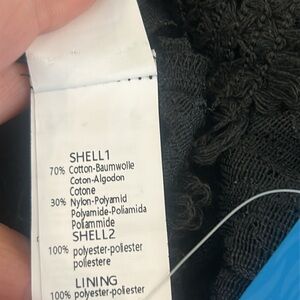 SHELL1
70% Cotton-Baumwolle
Coton-Algodon
Cotone
30% Nylon-Polyamid
Polyamide-Poliamida
Poliammide
SHELL2
100% polyester-poliester
poliestere
LINING
100% polyester-poliester